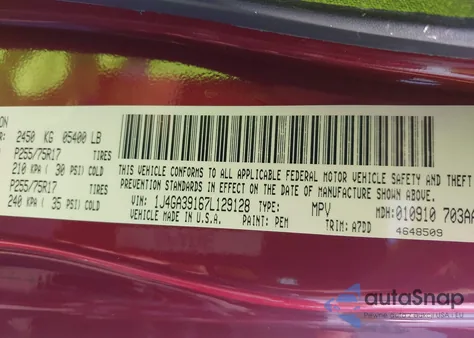 ON
R: 2450 KG 05400 LB
P255/75R17 TIRES
210 KPA ( 30 PSI) COLD
P255/75R17 TIRES
240 KPA ( 35 PSI) COLD
THIS VEHICLE CONFORMS TO ALL APPLICABLE FEDERAL MOTOR VEHICLE SAFETY AND THEFT
PREVENTION STANDARDS IN EFFECT ON THE DATE OF MANUFACTURE SHOWN ABOVE.
VIN: 1J4GA39167L129128 TYPE: MPV MDH: 010910 703AA
VEHICLE MADE IN U.S.A. PAINT: PEM TRIM: A7DD 4648509
autoSnap